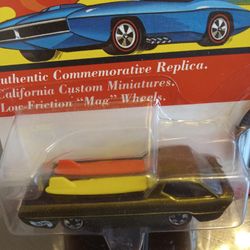 Authentic Commemorative Replica.
California Custom Miniatures.
Low-Friction "Mag" Wheels.